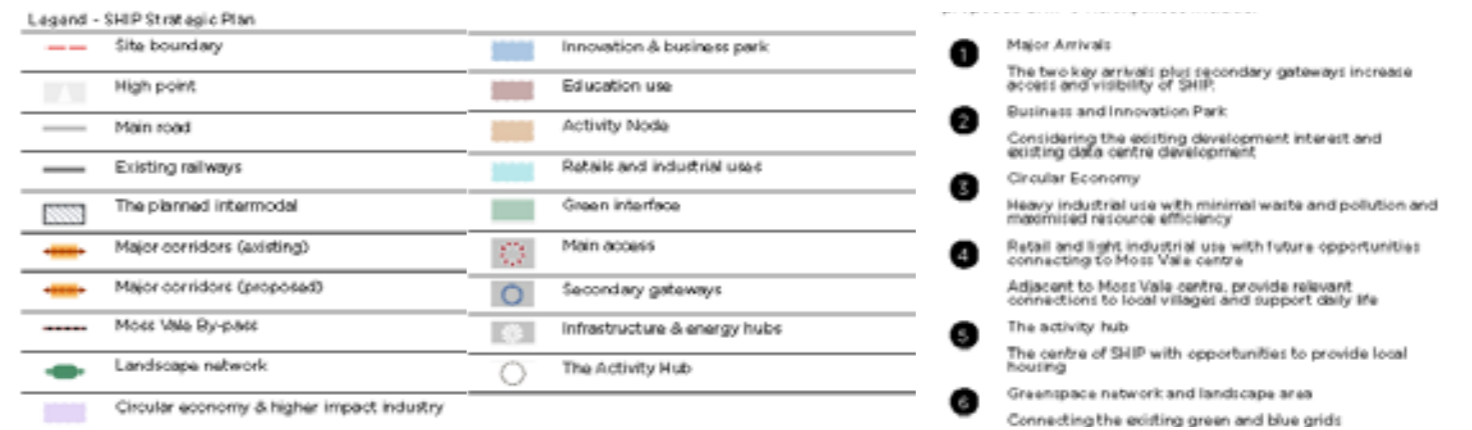 Legend - SHIP Strategic Plan
Site boundary
High point
Main road
Existing railways
The planned intermodal
Major corridors (existing)
Major corridors (proposed)
Moss Vale By-pass
Landscape network
Circular economy & higher impact industry
Innovation & business park
Education use
Activity Node
Retails and industrial uses
Green interface
Main access
Secondary gateways
Infrastructure & energy hubs
The Activity Hub
1
Major Arrivals
The two key arrivals plus secondary gateways increase
access and visibility of SHIP.
2
Business and Innovation Park
Considering the existing development interest and
existing data centre development
3
Circular Economy
Heavy industrial use with minimal waste and pollution and
maximised resource efficiency
4
Retail and light industrial use with future opportunities
connecting to Moss Vale centre
Adjacent to Moss Vale centre, provide relevant
connections to local villages and support daily life
5
The activity hub
The centre of SHIP with opportunities to provide local
housing
6
Greenspace network and landscape area
Connecting the existing green and blue grids